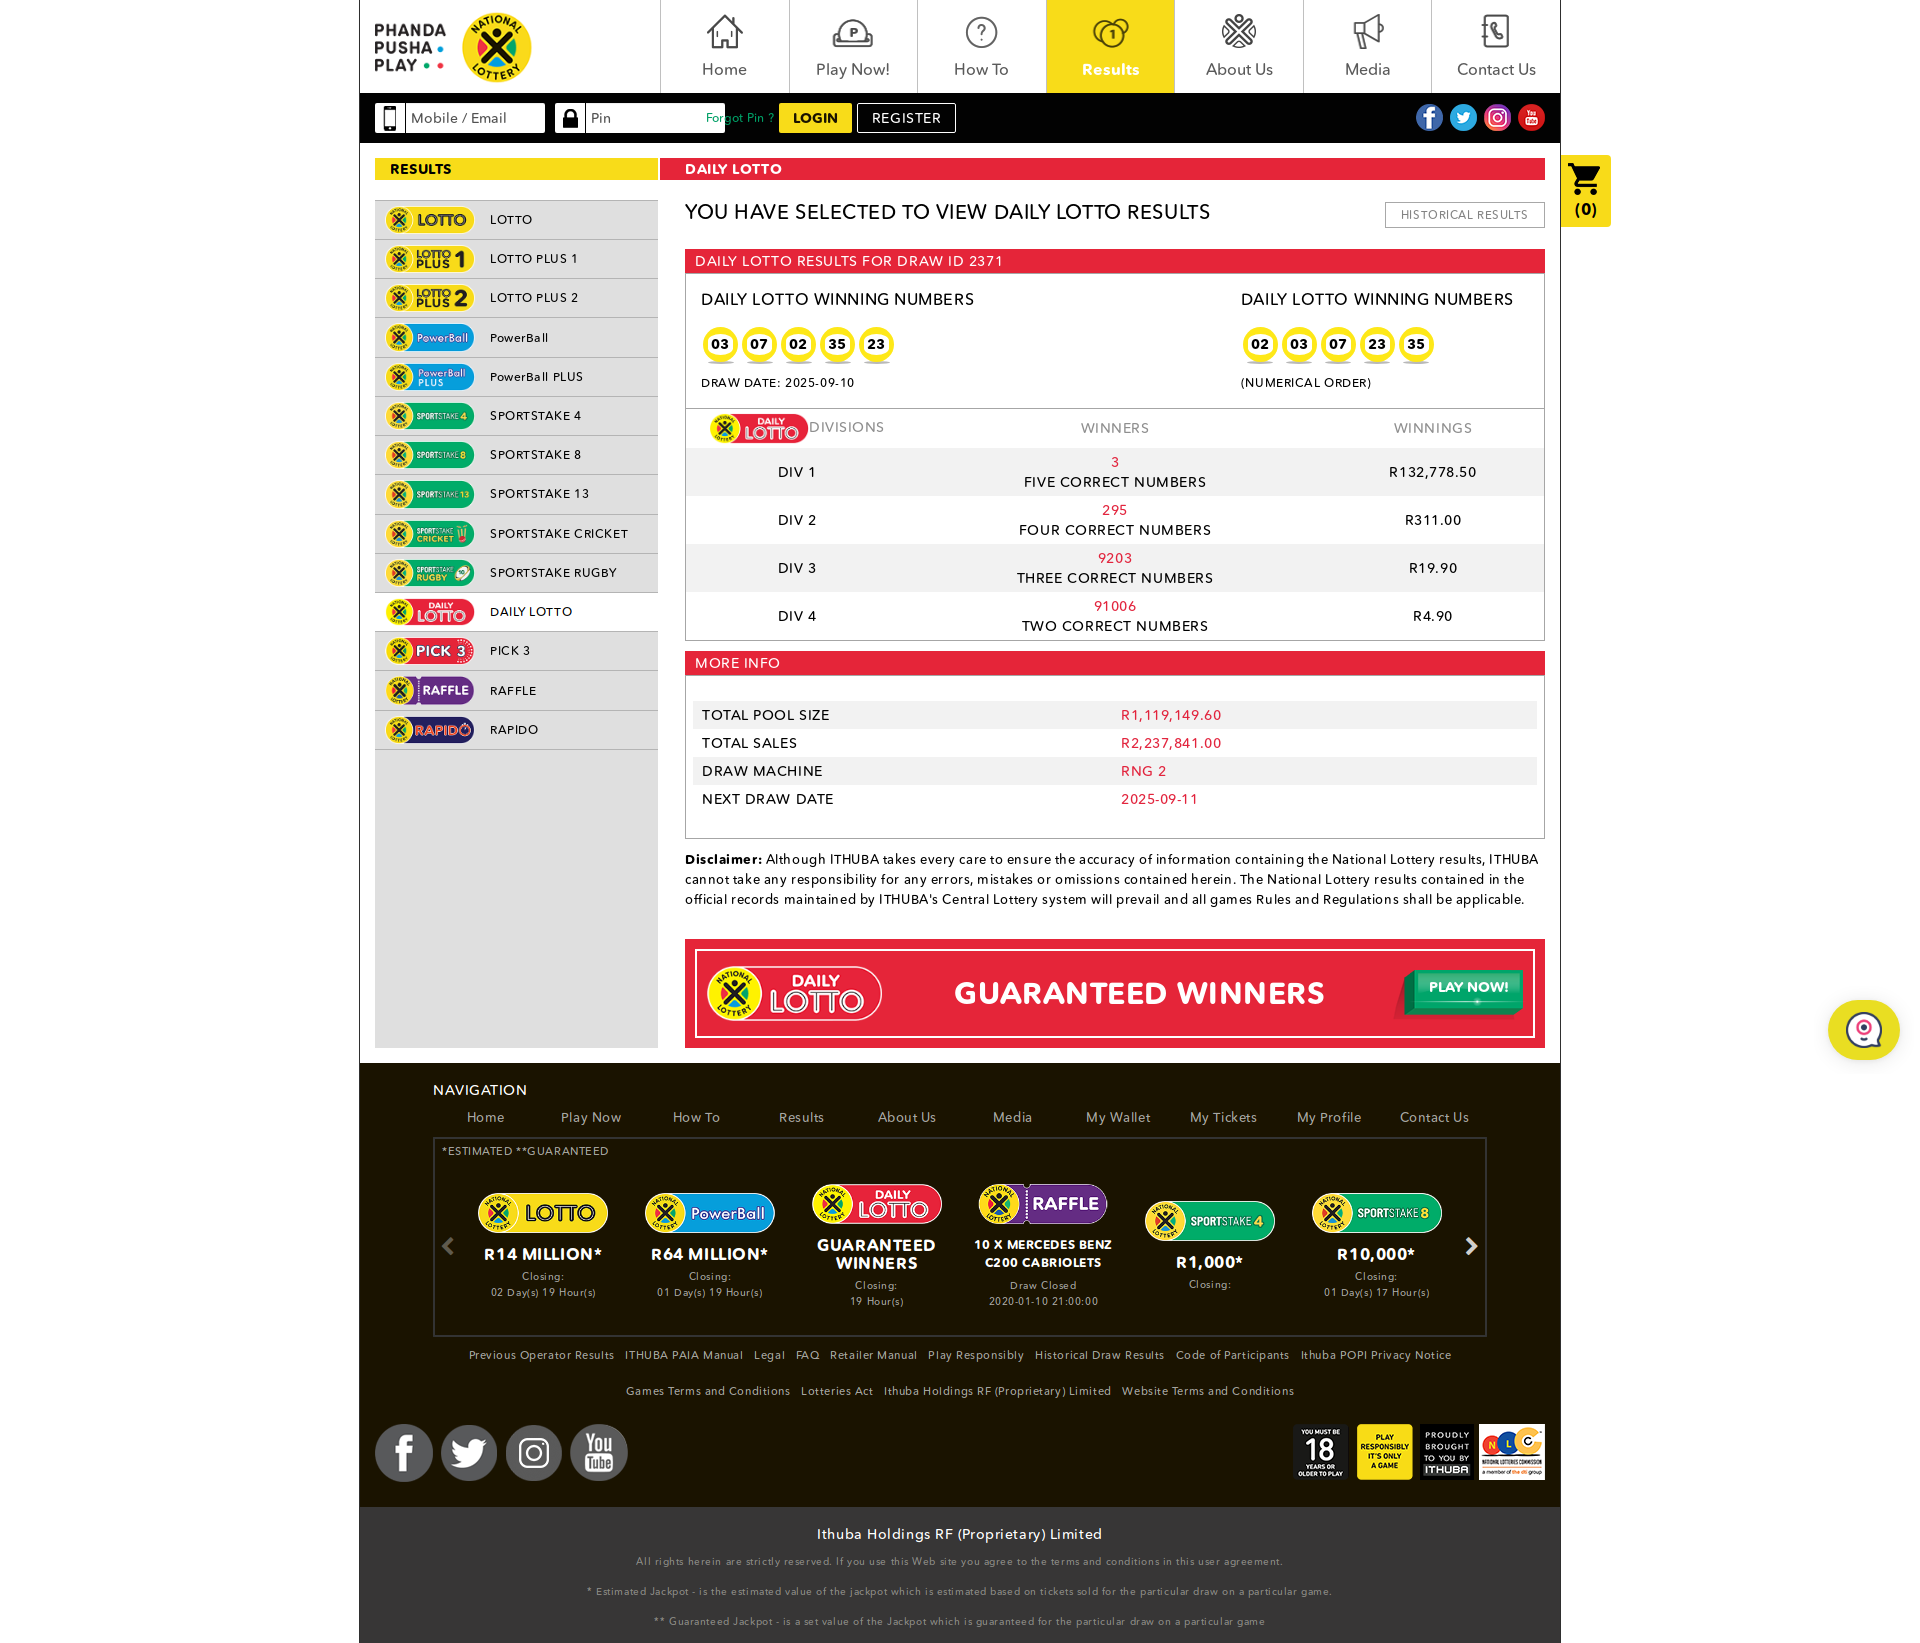 PHANDA
PUSHA
PLAY
NATIONAL
LOTTERY
Home
Play Now!
How To
Results
About Us
Media
Contact Us
Mobile / Email
Pin
Forgot Pin ?
LOGIN
REGISTER
RESULTS
LOTTO LOTTO
LOTTO PLUS 1 LOTTO PLUS 1
LOTTO PLUS 2 LOTTO PLUS 2
PowerBall PowerBall
PowerBall PLUS PowerBall PLUS
SPORTSTAKE 4 SPORTSTAKE 4
SPORTSTAKE 8 SPORTSTAKE 8
SPORTSTAKE 13 SPORTSTAKE 13
SPORTSTAKE CRICKET SPORTSTAKE CRICKET
SPORTSTAKE RUGBY SPORTSTAKE RUGBY
DAILY LOTTO DAILY LOTTO
PICK 3 PICK 3
RAFFLE RAFFLE
RAPIDO RAPIDO
DAILY LOTTO
(0)
YOU HAVE SELECTED TO VIEW DAILY LOTTO RESULTS
HISTORICAL RESULTS
DAILY LOTTO RESULTS FOR DRAW ID 2371
DAILY LOTTO WINNING NUMBERS
03 07 02 35 23
DRAW DATE: 2025-09-10
DAILY LOTTO WINNING NUMBERS
02 03 07 23 35
(NUMERICAL ORDER)
DAILY LOTTO DIVISIONS WINNERS WINNINGS
DIV 1 3 FIVE CORRECT NUMBERS R132,778.50
DIV 2 295 FOUR CORRECT NUMBERS R311.00
DIV 3 9203 THREE CORRECT NUMBERS R19.90
DIV 4 91006 TWO CORRECT NUMBERS R4.90
MORE INFO
TOTAL POOL SIZE R1,119,149.60
TOTAL SALES R2,237,841.00
DRAW MACHINE RNG 2
NEXT DRAW DATE 2025-09-11
Disclaimer: Although ITHUBA takes every care to ensure the accuracy of information containing the National Lottery results, ITHUBA
cannot take any responsibility for any errors, mistakes or omissions contained herein. The National Lottery results contained in the
official records maintained by ITHUBA's Central Lottery system will prevail and all games Rules and Regulations shall be applicable.
NATIONAL LOTTERY DAILY LOTTO
GUARANTEED WINNERS
PLAY NOW!
NAVIGATION
Home Play Now How To Results About Us Media My Wallet My Tickets My Profile Contact Us
*ESTIMATED **GUARANTEED
LOTTO
R14 MILLION*
Closing:
02 Day(s) 19 Hour(s)
PowerBall
R64 MILLION*
Closing:
01 Day(s) 19 Hour(s)
DAILY LOTTO
GUARANTEED
WINNERS
Closing:
19 Hour(s)
RAFFLE
10 X MERCEDES BENZ
C200 CABRIOLETS
Draw Closed
2020-01-10 21:00:00
SPORTSTAKE 4
R1,000*
Closing:
SPORTSTAKE 8
R10,000*
Closing:
01 Day(s) 17 Hour(s)
Previous Operator Results ITHUBA PAIA Manual Legal FAQ Retailer Manual Play Responsibly Historical Draw Results Code of Participants Ithuba POPI Privacy Notice
Games Terms and Conditions Lotteries Act Ithuba Holdings RF (Proprietary) Limited Website Terms and Conditions
You
Tube
YOU MUST BE
18
YEARS OR
OLDER TO PLAY
PLAY
RESPONSIBLY
IT'S ONLY
A GAME
PROUDLY
BROUGHT
TO YOU BY
ITHUBA
NLC
NATIONAL LOTTERIES COMMISSION
a member of the dti group
Ithuba Holdings RF (Proprietary) Limited
All rights herein are strictly reserved. If you use this Web site you agree to the terms and conditions in this user agreement.
* Estimated Jackpot - is the estimated value of the jackpot which is estimated based on tickets sold for the particular draw on a particular game.
** Guaranteed Jackpot - is a set value of the Jackpot which is guaranteed for the particular draw on a particular game